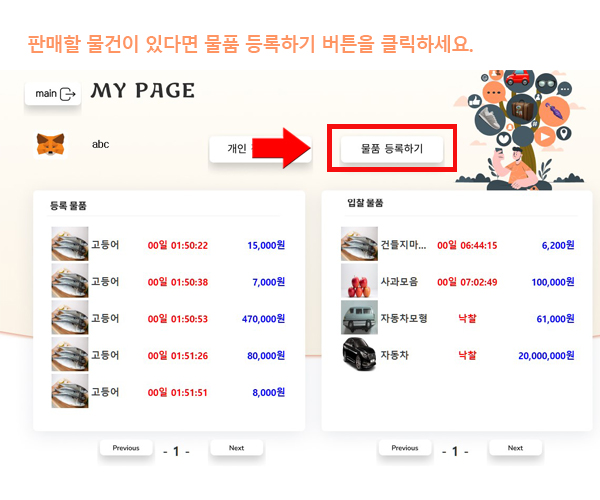 판매할 물건이 있다면 물품 등록하기 버튼을 클릭하세요.
main
MY PAGE
abc
개인
물품 등록하기
등록 물품
고등어 00일 01:50:22 15,000원
고등어 00일 01:50:38 7,000원
고등어 00일 01:50:53 470,000원
고등어 00일 01:51:26 80,000원
고등어 00일 01:51:51 8,000원
Previous - 1 - Next
입찰 물품
건들지마... 00일 06:44:15 6,200원
사과모음 00일 07:02:49 100,000원
자동차모형 낙찰 61,000원
자동차 낙찰 20,000,000원
Previous - 1 - Next